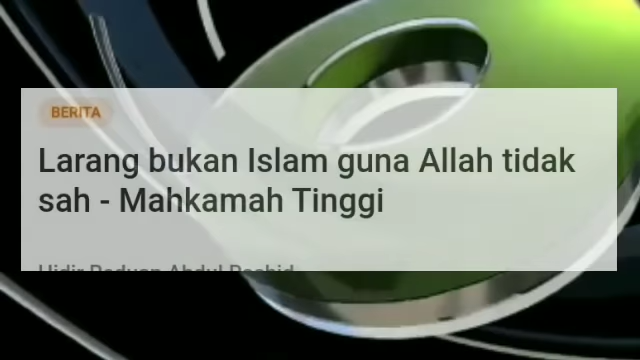 BERITA
Larang bukan Islam guna Allah tidak
sah - Mahkamah Tinggi